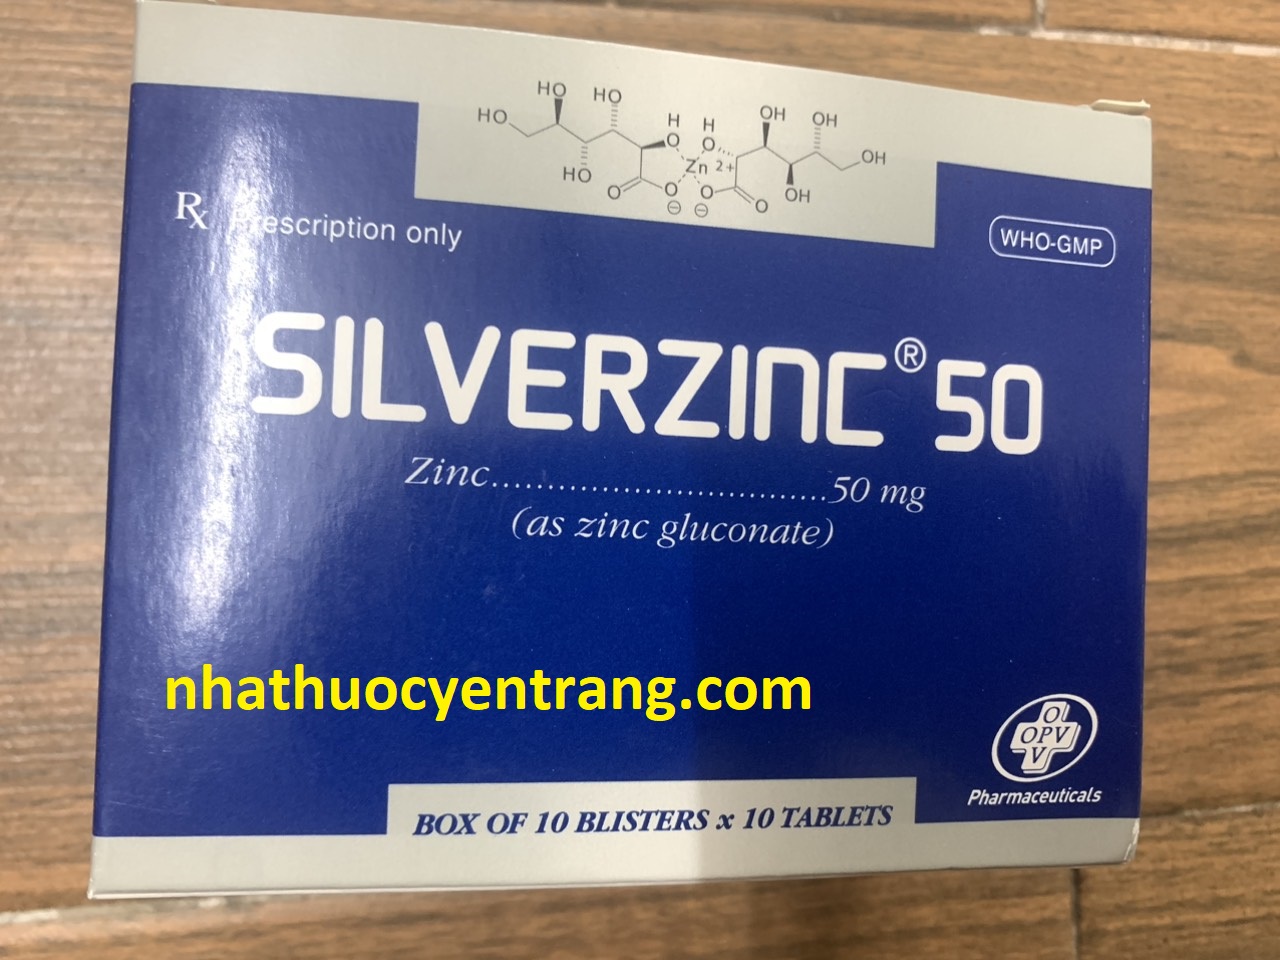 HO HO HO H H OH OH
HO O O Zn 2+ OH
O O O O OH
⊖ ⊖
Rx Prescription only
WHO-GMP
SILVERZINC® 50
Zinc...............................50 mg
(as zinc gluconate)
nhathuocyentrang.com
O
OPV
V
Pharmaceuticals
BOX OF 10 BLISTERS x 10 TABLETS